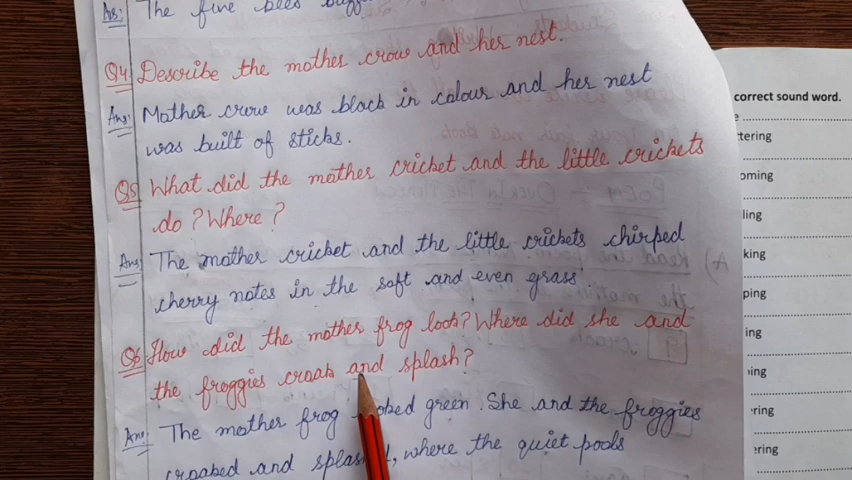 Ans: The five bees
Q4 Describe the mother crow and her nest.
Ans: Mother crow was black in colour and her nest
was built of sticks.
Q5 What did the mother cricket and the little crickets
do? Where?
Ans: The mother cricket and the little crickets chirped
cherry notes in the soft and even grass.
Q6 How did the mother frog look? Where did she and
the froggies croak and splash?
Ans: The mother frog looked green. She and the froggies
croaked and splashed, where the quiet pools
correct sound word.
tering
oming
ling
king
ping
ing
ing
ring
ering